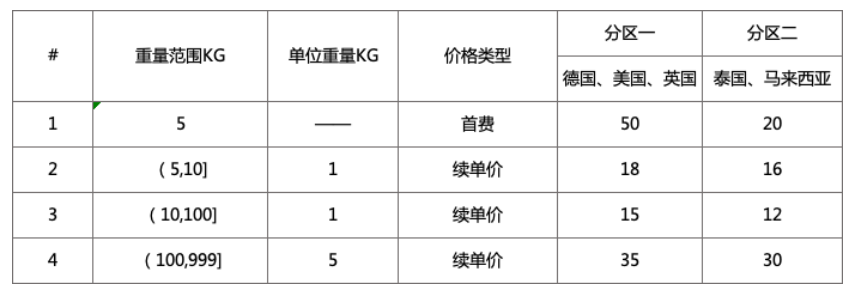 # 重量范围KG 单位重量KG 价格类型 分区一 分区二
德国、美国、英国 泰国、马来西亚
1 5 —— 首费 50 20
2 （5,10] 1 续单价 18 16
3 （10,100] 1 续单价 15 12
4 （100,999] 5 续单价 35 30